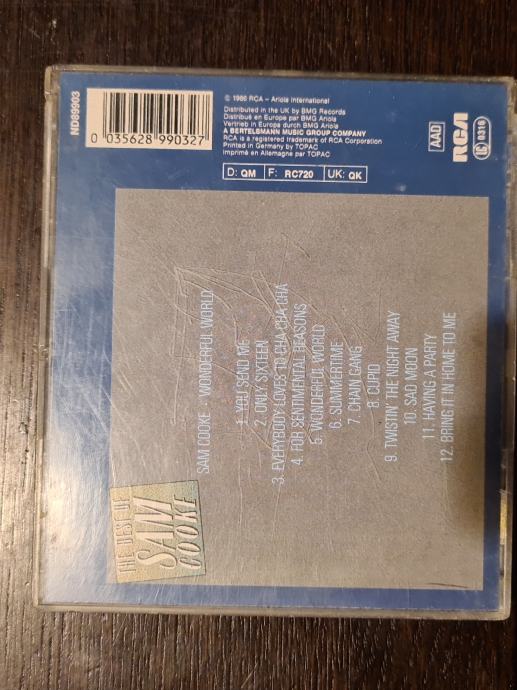 ND89903
0 035628 990327
℗ 1986 RCA – Ariola International
Distributed in the UK by BMG Records
Distribué en Europe par BMG Ariola
Vertrieb in Europa durch BMG Ariola
A BERTELSMANN MUSIC GROUP COMPANY
RCA is a registered trademark of RCA Corporation
Printed in Germany by TOPAC
Imprimé en Allemagne par TOPAC
D: QM F: RC720 UK: QK
AAD
RCA
LC 0316
SAM COOKE - WONDERFUL WORLD
1. YOU SEND ME
2. ONLY SIXTEEN
3. EVERYBODY LOVES TO CHA CHA CHA
4. FOR SENTIMENTAL REASONS
5. WONDERFUL WORLD
6. SUMMERTIME
7. CHAIN GANG
8. CUPID
9. TWISTIN' THE NIGHT AWAY
10. SAD MOON
11. HAVING A PARTY
12. BRING IT IN HOME TO ME
THE BEST OF
SAM
COOKE